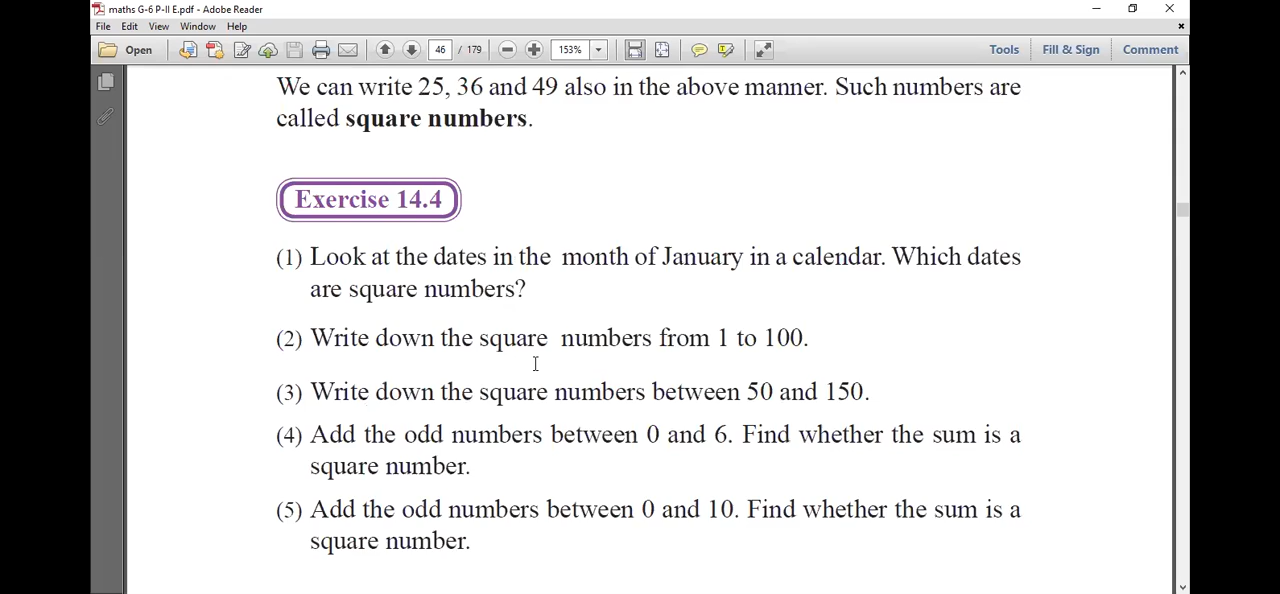 maths G-6 P-II E.pdf - Adobe Reader
File Edit View Window Help
Open 46 / 179 153% Tools Fill & Sign Comment
We can write 25, 36 and 49 also in the above manner. Such numbers are
called square numbers.
Exercise 14.4
(1) Look at the dates in the month of January in a calendar. Which dates
are square numbers?
(2) Write down the square numbers from 1 to 100.
(3) Write down the square numbers between 50 and 150.
(4) Add the odd numbers between 0 and 6. Find whether the sum is a
square number.
(5) Add the odd numbers between 0 and 10. Find whether the sum is a
square number.